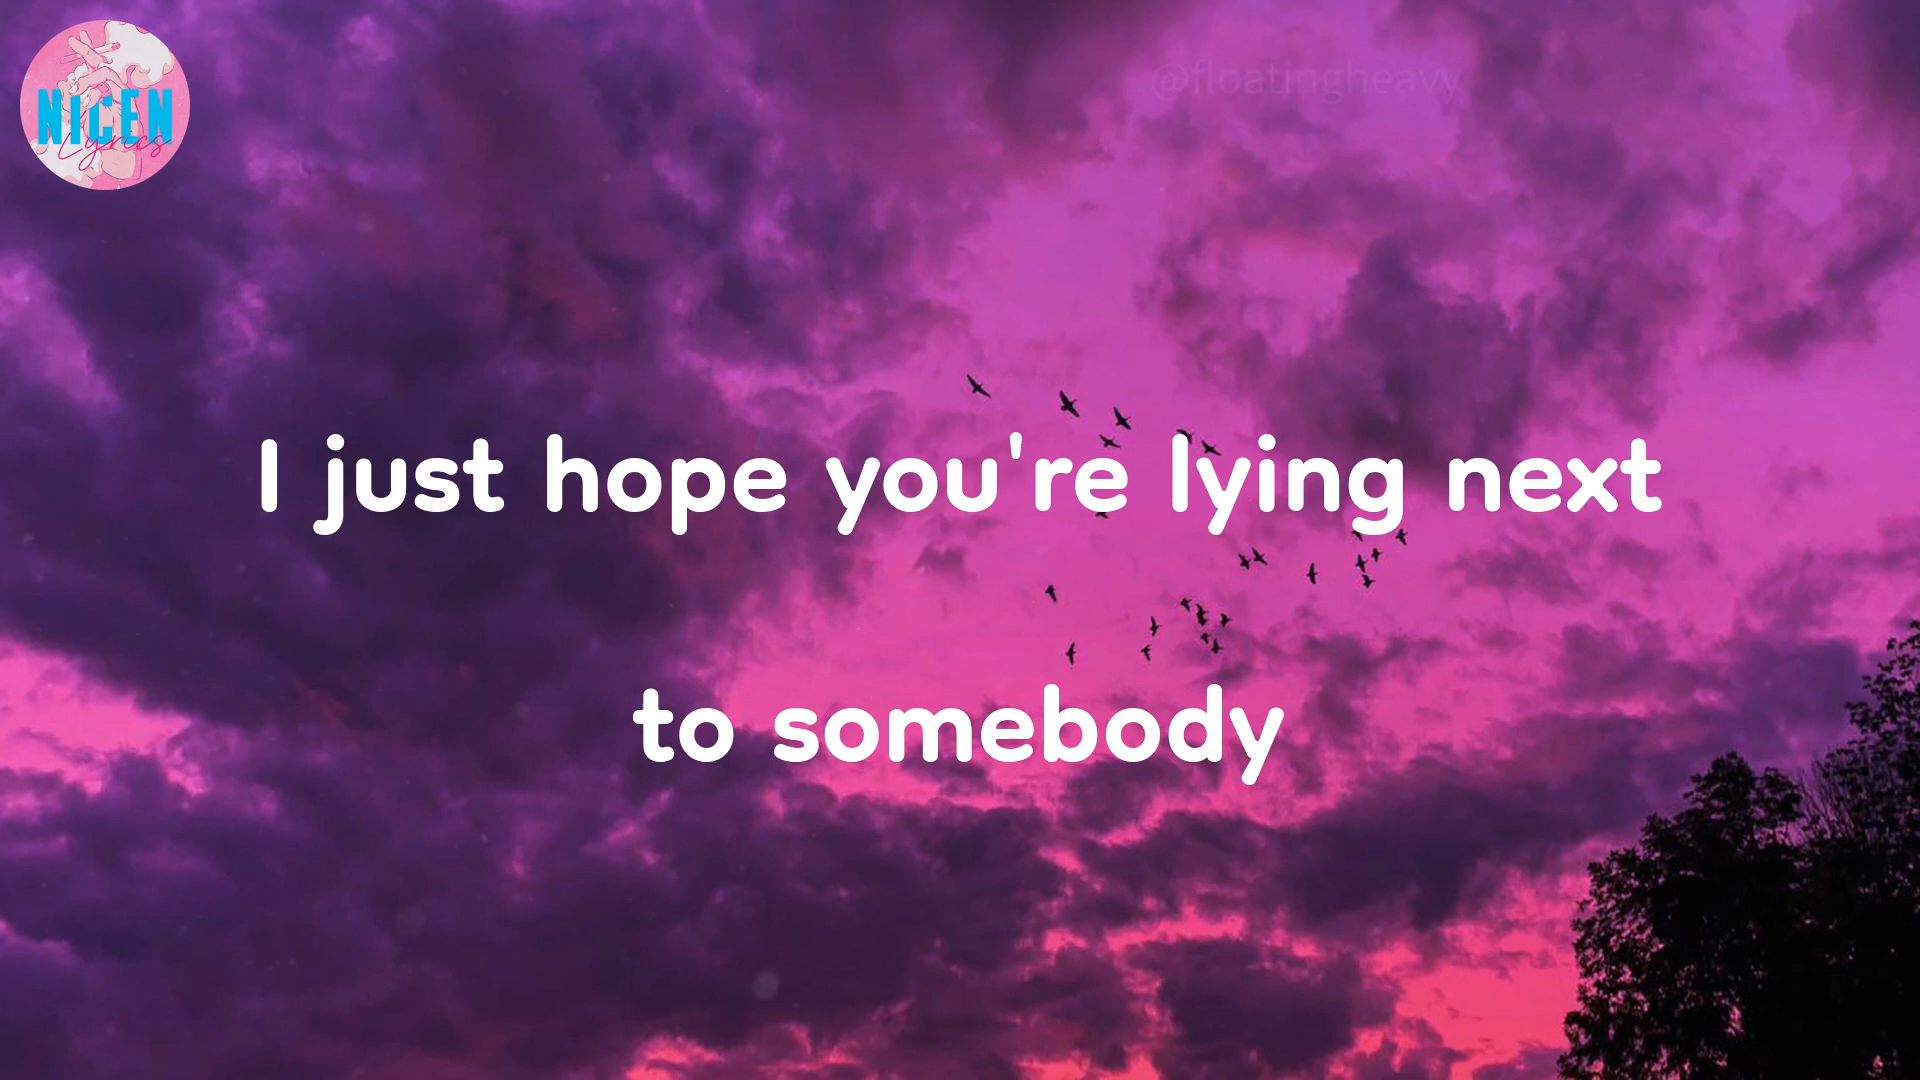 NICEN
Lyrics
@floatingheavy
I just hope you're lying next
to somebody